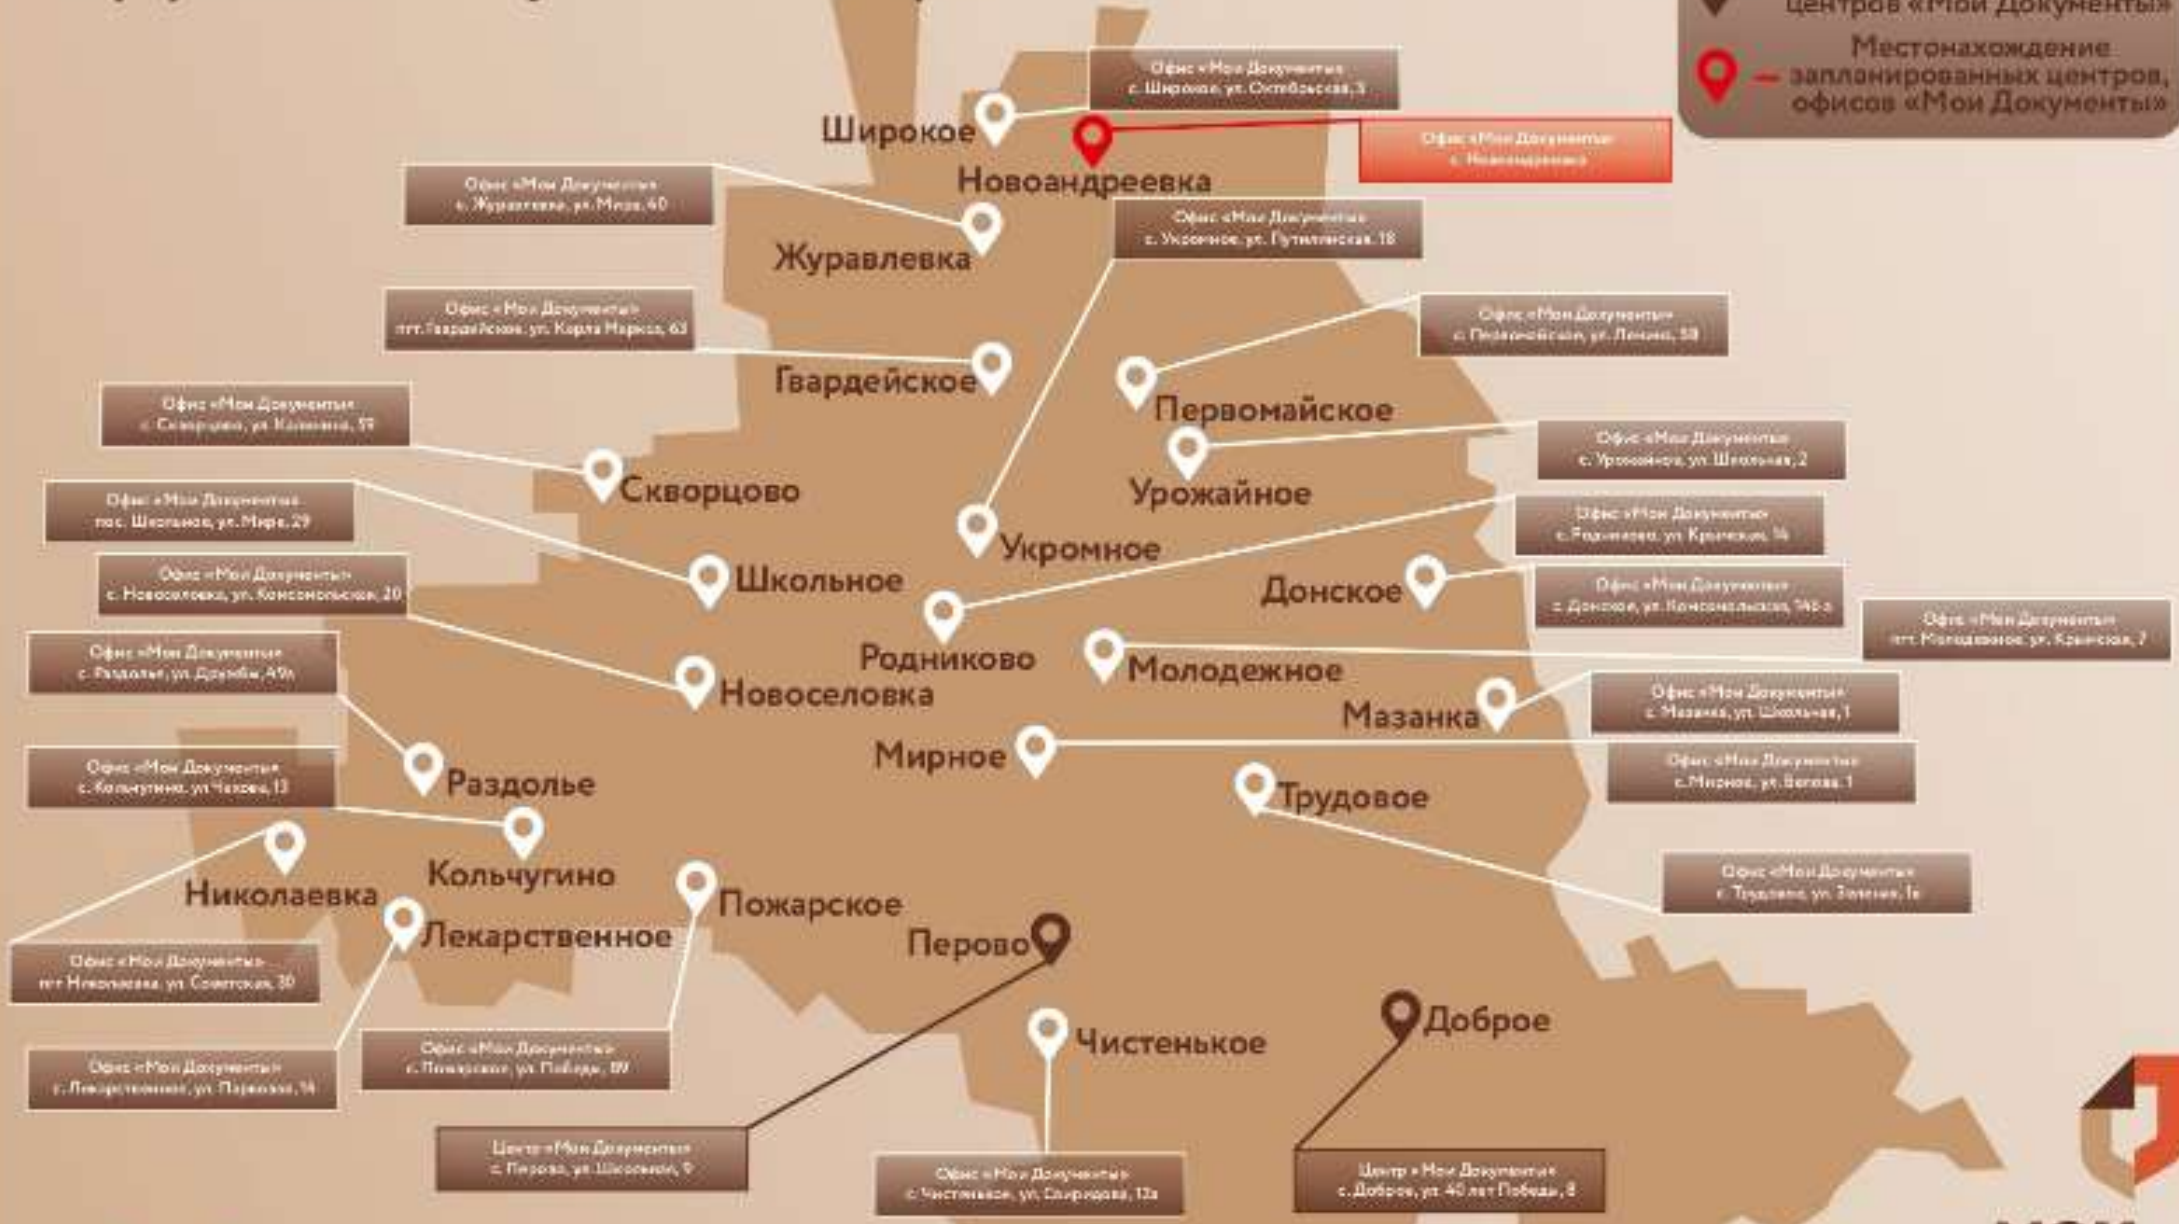 центров «Мои Документы»
Местонахождение
— запланированных центров,
офисов «Мои Документы»
Офис «Мои Документы»
с. Широкое, ул. Октябрьская, 3
Широкое
Офис «Мои Документы»
с. Новоандреевка
Новоандреевка
Офис «Мои Документы»
с. Журавлевка, ул. Мира, 40
Журавлевка
Офис «Мои Документы»
с. Укромное, ул. Путилинская, 18
Офис «Мои Документы»
пгт. Гвардейское, ул. Карла Маркса, 63
Гвардейское
Офис «Мои Документы»
с. Первомайское, ул. Ленина,
Первомайское
Офис «Мои Документы»
с. Скворцово, ул. Калинина, 59
Скворцово
Офис «Мои Документы»
с. Урожайное, ул. Школьная, 2
Урожайное
Офис «Мои Документы»
пос. Школьное, ул. Мира, 29
Школьное
Укромное
Офис «Мои Документы»
с. Родниково, ул. Крымская,
Родниково
Офис «Мои Документы»
с. Новоселовка, ул. Комсомольская, 20
Новоселовка
Донское
Офис «Мои Документы»
с. Донское, ул. Комсомольская,
Офис «Мои Документы»
пгт. Молодежное, ул. Крымская, 7
Молодежное
Офис «Мои Документы»
с. Раздолье, ул. Дружбы,
Раздолье
Мазанка
Офис «Мои Документы»
с. Мазанка, ул. Школьная, 1
Мирное
Офис «Мои Документы»
с. Мирное, ул. 1
Офис «Мои Документы»
с. Кольчугино, ул Чехова, 13
Кольчугино
Трудовое
Офис «Мои Документы»
с. Трудовое, ул.
Николаевка
Офис «Мои Документы»
пгт Николаевка, ул. Советская, 30
Лекарственное
Офис «Мои Документы»
с. Лекарственное, ул. Парковая, 14
Пожарское
Офис «Мои Документы»
с. Пожарское, ул. Победы, 89
Перово
Центр «Мои Документы»
с. Перово, ул. Школьная, 9
Чистенькое
Офис «Мои Документы»
с. Чистенькое, ул. Спиридова, 12а
Доброе
Центр «Мои Документы»
с. Доброе, ул. 40 лет Победы, 8